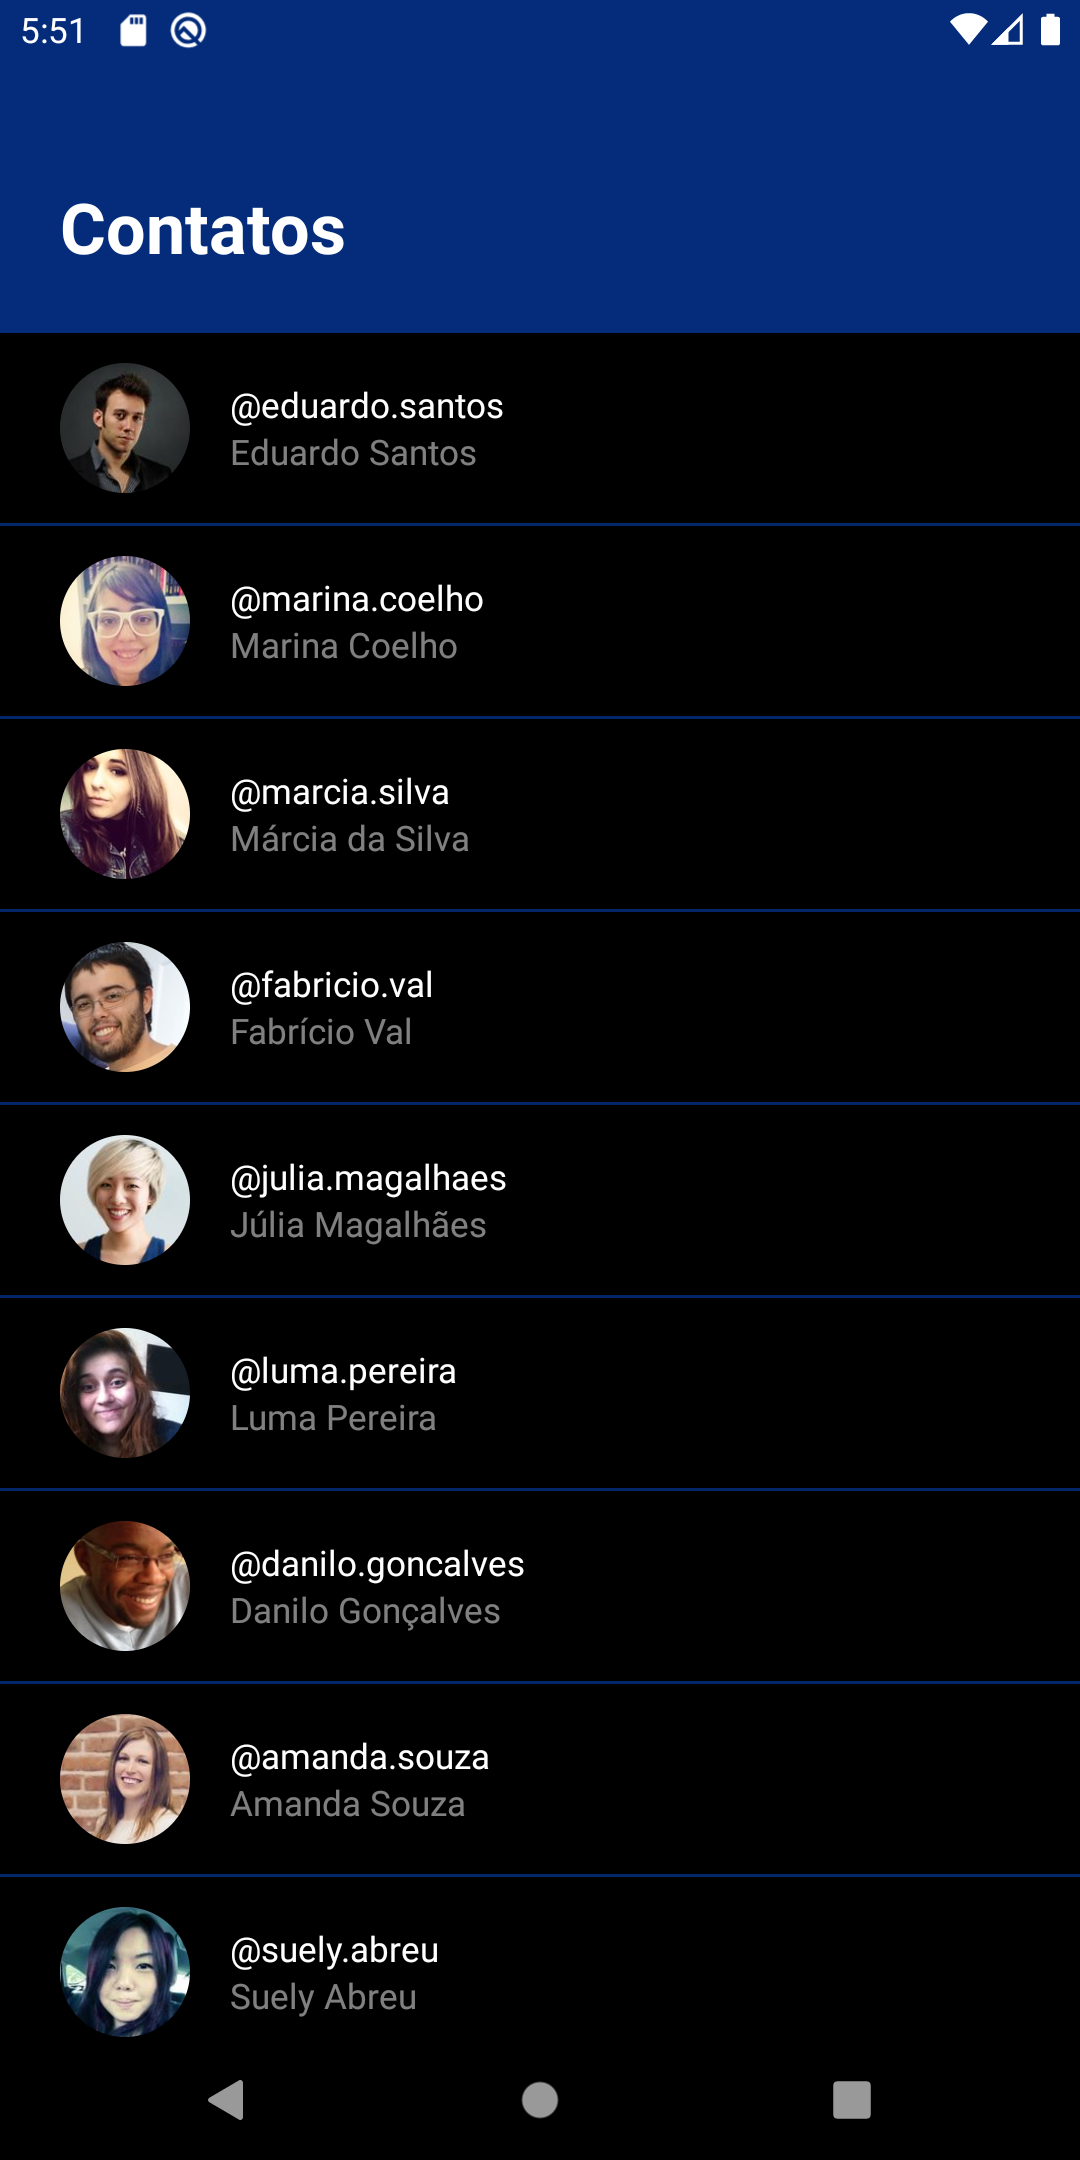 5:51
Contatos
@eduardo.santos
Eduardo Santos
@marina.coelho
Marina Coelho
@marcia.silva
Márcia da Silva
@fabricio.val
Fabrício Val
@julia.magalhaes
Júlia Magalhães
@luma.pereira
Luma Pereira
@danilo.goncalves
Danilo Gonçalves
@amanda.souza
Amanda Souza
@suely.abreu
Suely Abreu